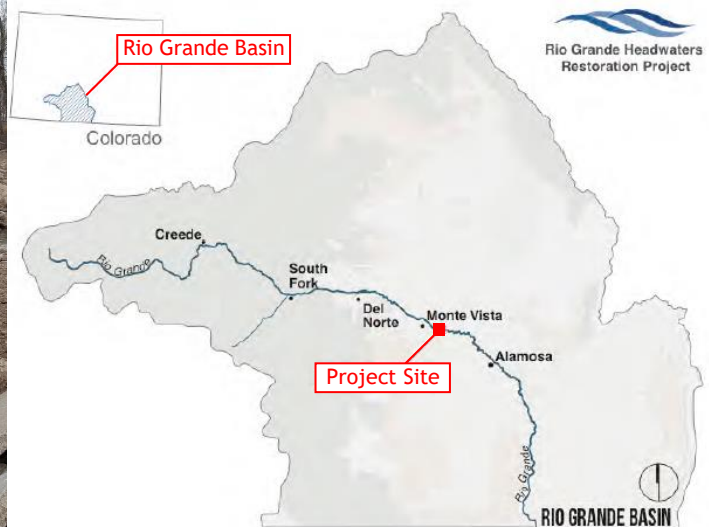 Rio Grande Basin
Colorado
Rio Grande Headwaters
Restoration Project
Creede
Rio Grande
South
Fork
Del
Norte
Monte Vista
Alamosa
Project Site
Rio Grande
RIO GRANDE BASIN